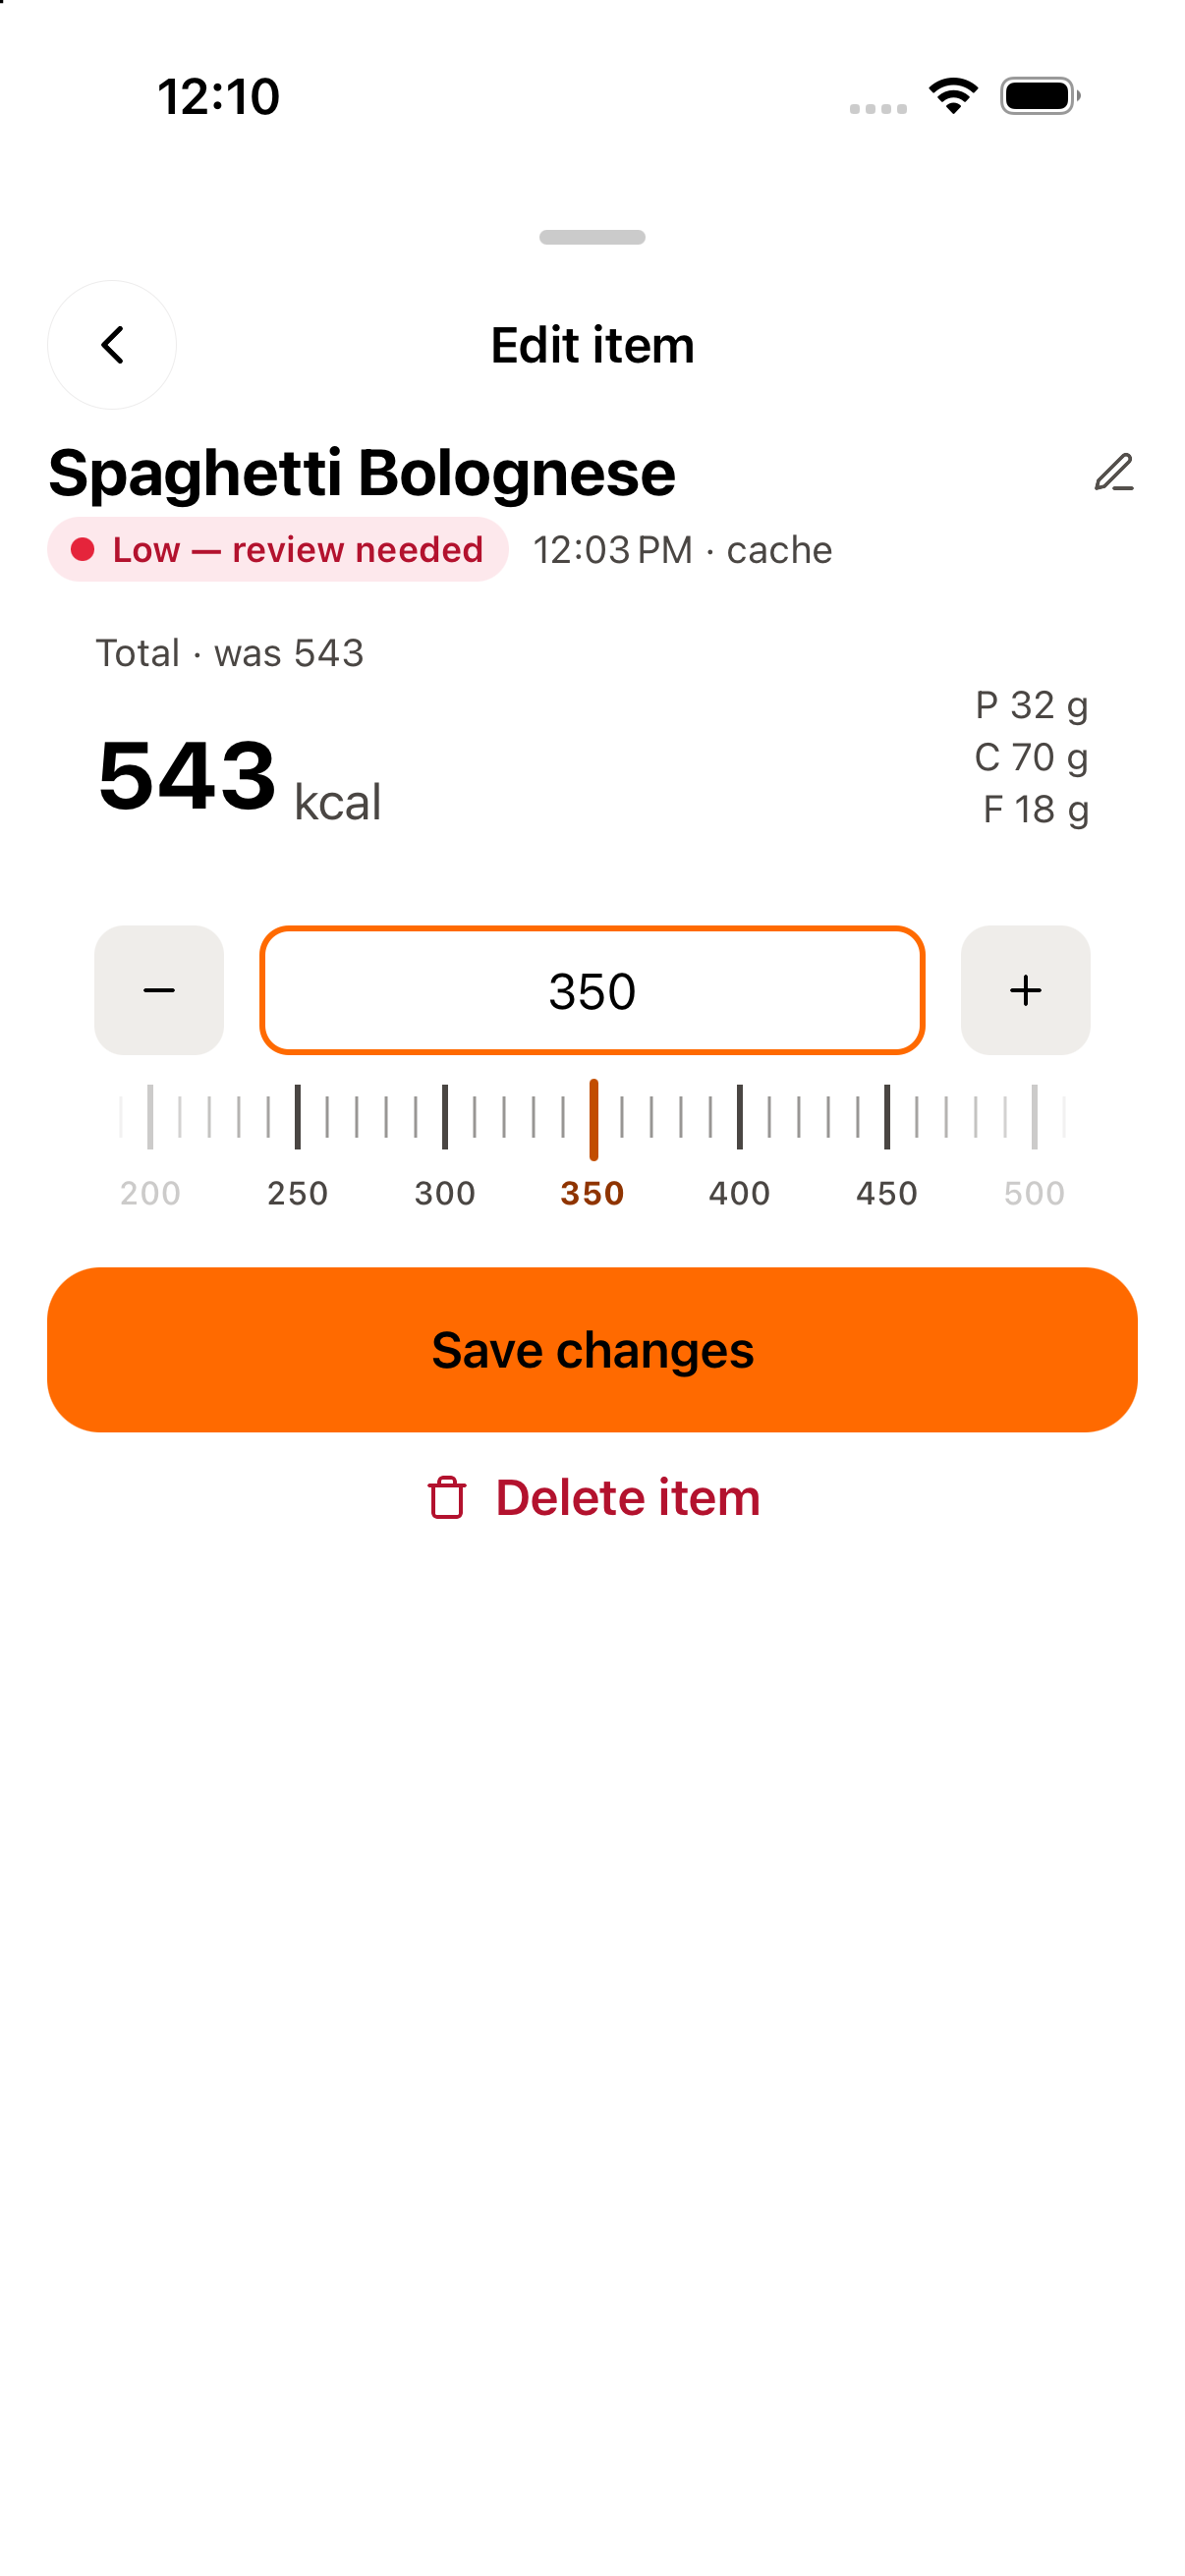 12:10
Edit item
Spaghetti Bolognese
Low — review needed 12:03 PM · cache
Total · was 543
P 32 g
C 70 g
543 kcal
F 18 g
350
200 250 300 350 400 450 500
Save changes
Delete item